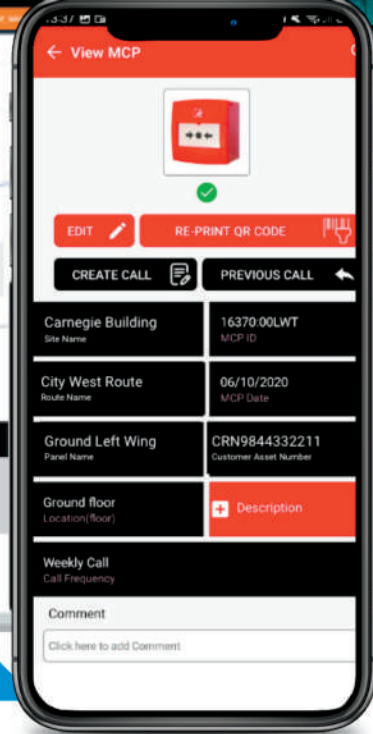 13:37
← View MCP
EDIT
RE-PRINT QR CODE
CREATE CALL
PREVIOUS CALL
Carnegie Building
Site Name
16370:00LWT
MCP ID
City West Route
Route Name
06/10/2020
MCP Date
Ground Left Wing
Panel Name
CRN9844332211
Customer Asset Number
Ground floor
Location(floor)
+ Description
Weekly Call
Call Frequency
Comment
Click here to add Comment